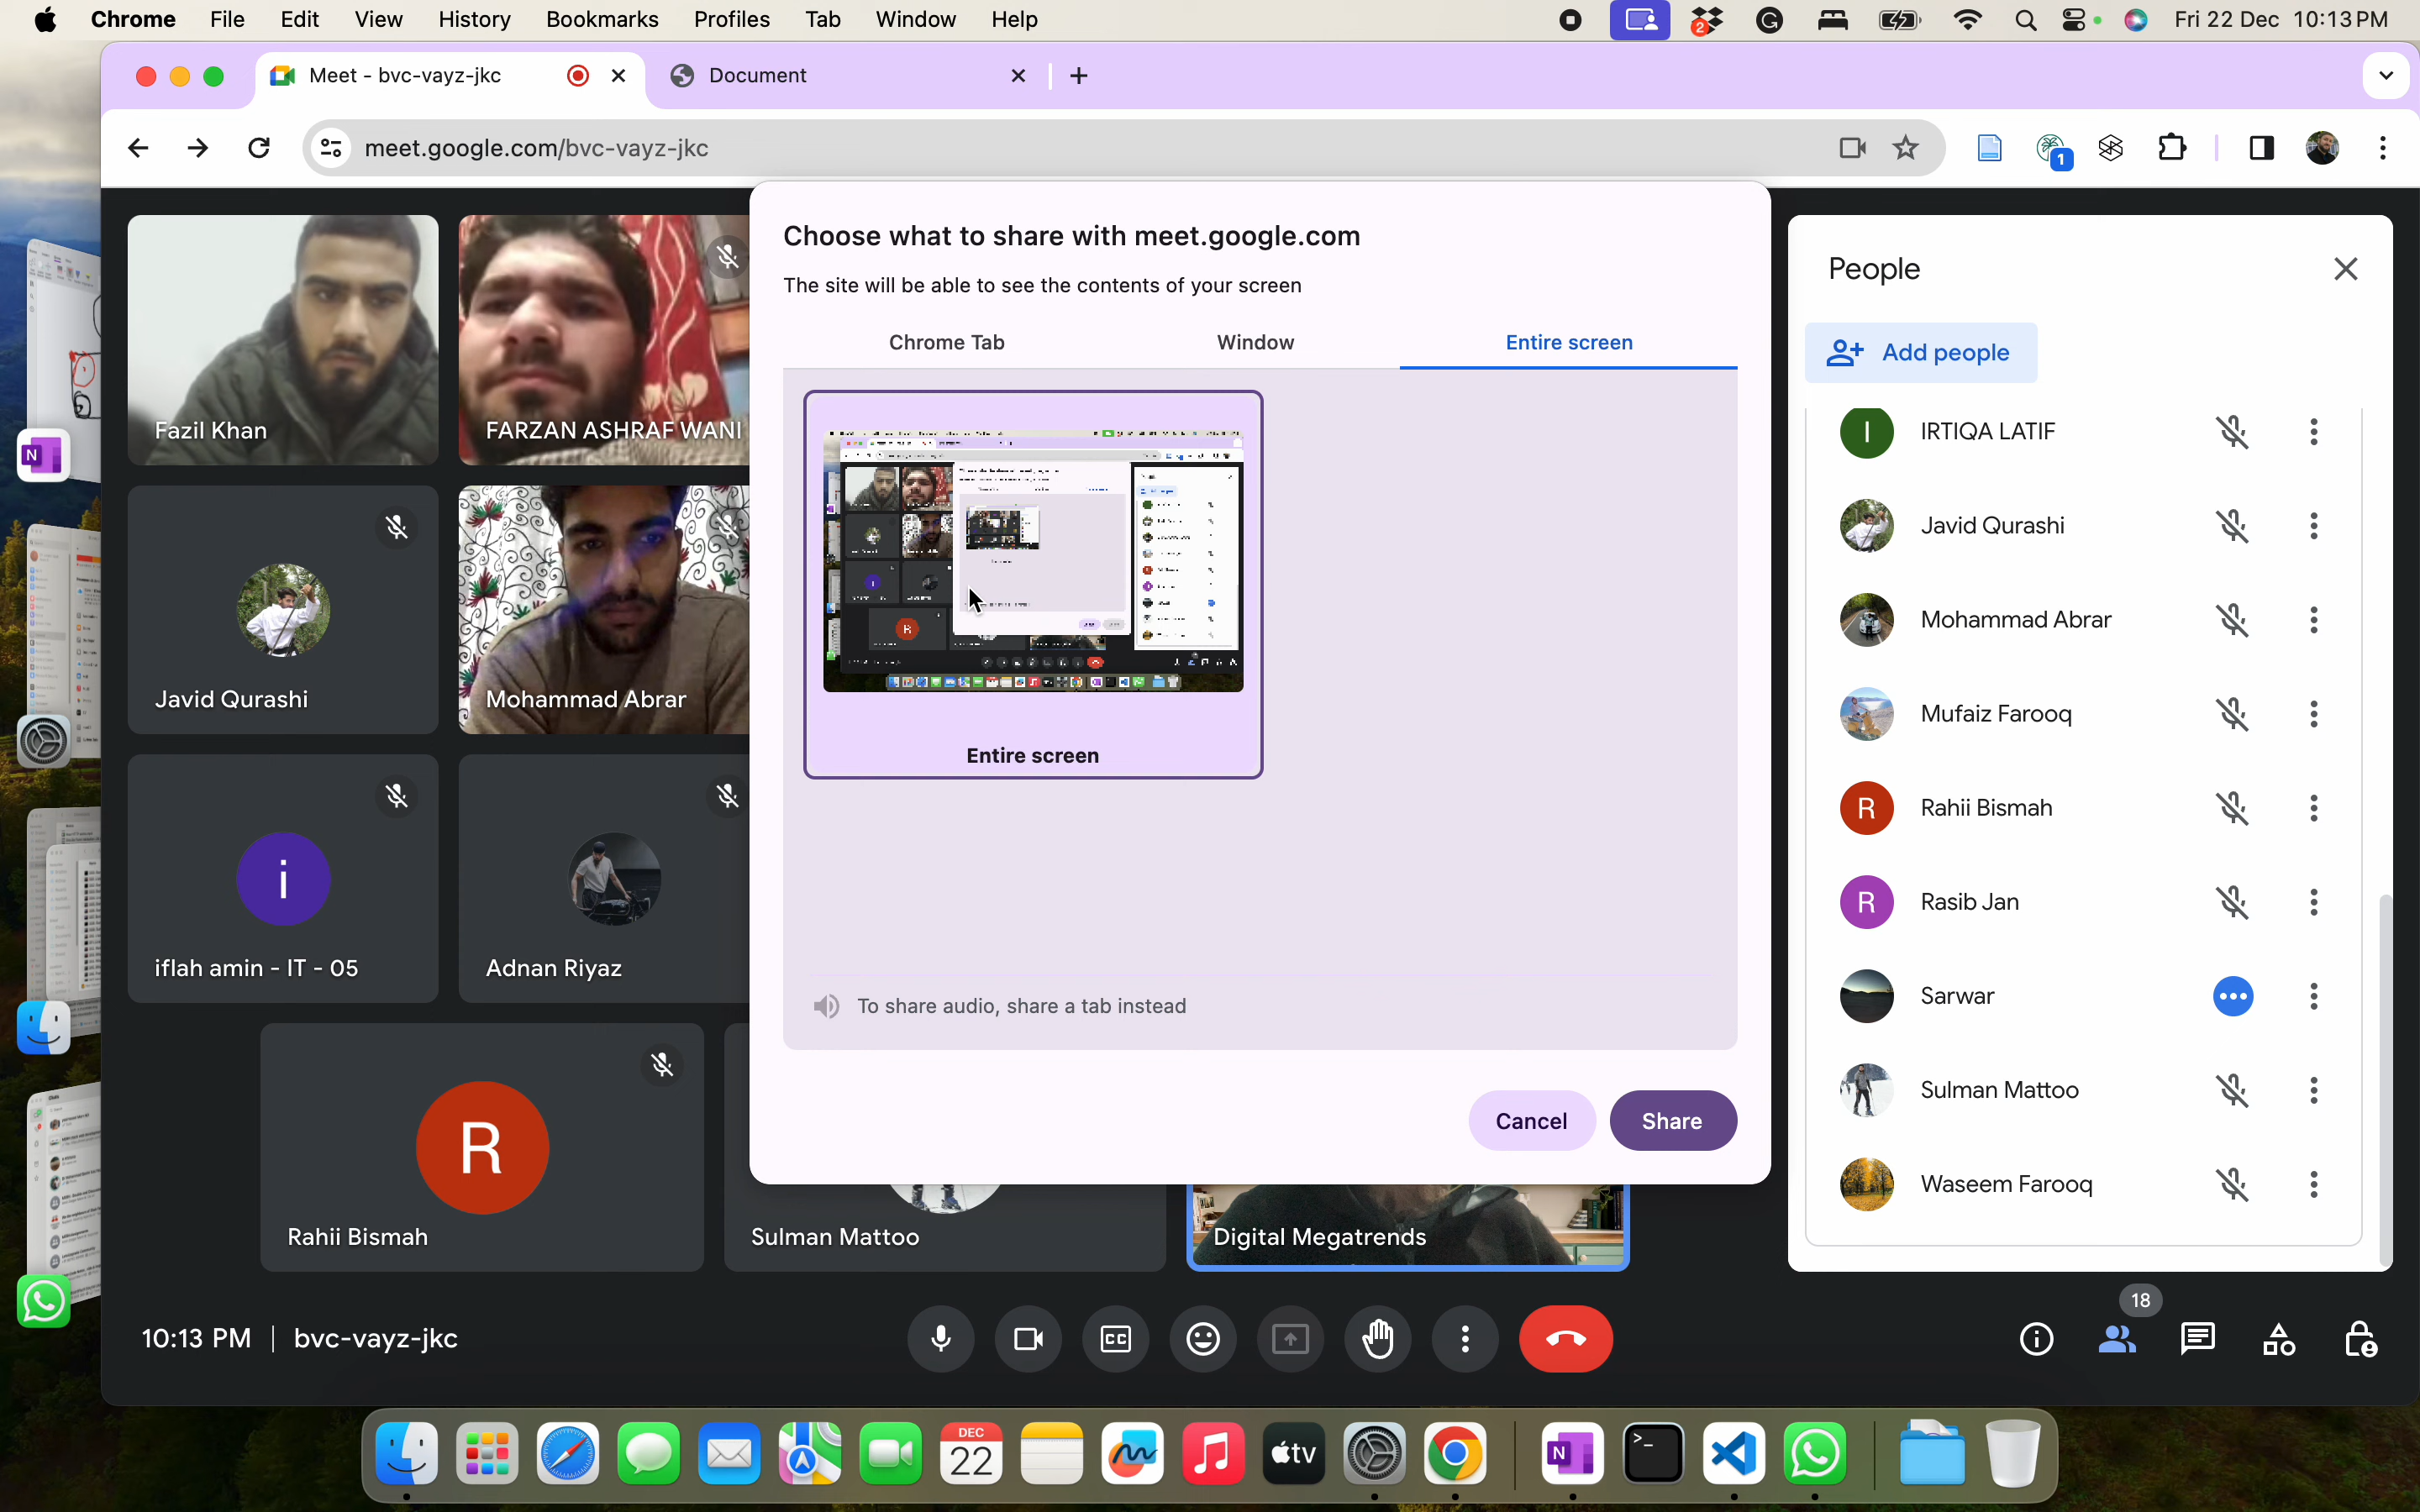 Chrome File Edit View History Bookmarks Profiles Tab Window Help
2
Fri 22 Dec 10:13 PM
Meet - bvc-vayz-jkc
Document
meet.google.com/bvc-vayz-jkc
1
Choose what to share with meet.google.com
The site will be able to see the contents of your screen
Chrome Tab Window Entire screen
Entire screen
To share audio, share a tab instead
Cancel Share
Fazil Khan
FARZAN ASHRAF WANI
Javid Qurashi
Mohammad Abrar
i
iflah amin - IT - 05
Adnan Riyaz
R
Rahii Bismah
Sulman Mattoo
Digital Megatrends
People
Add people
I IRTIQA LATIF
Javid Qurashi
Mohammad Abrar
Mufaiz Farooq
R Rahii Bismah
R Rasib Jan
Sarwar
Sulman Mattoo
Waseem Farooq
18
10:13 PM | bvc-vayz-jkc
CC
DEC
22
tv
N
>_
N